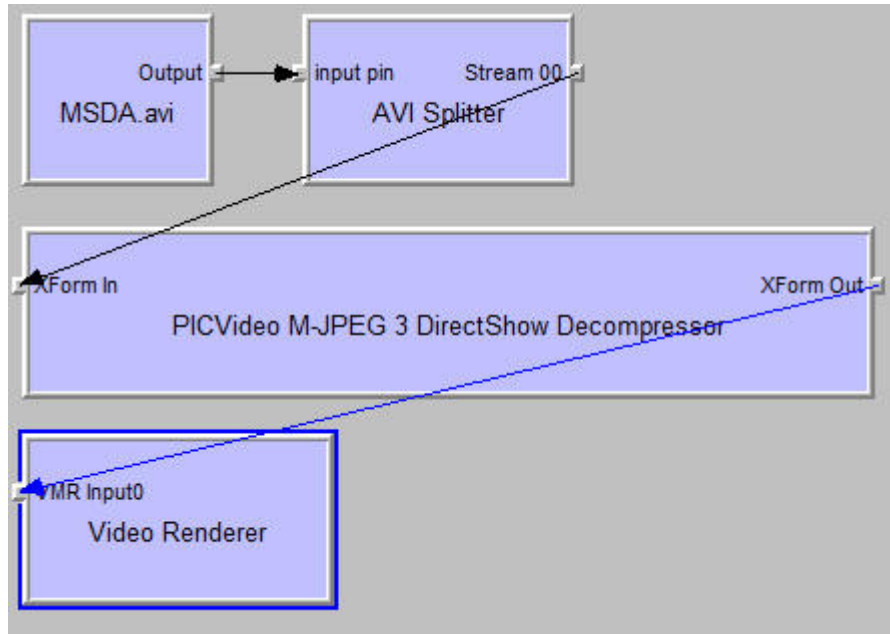 Output
MSDA.avi
input pin
Stream 00
AVI Splitter
XForm In
XForm Out
PICVideo M-JPEG 3 DirectShow Decompressor
VMR Input0
Video Renderer